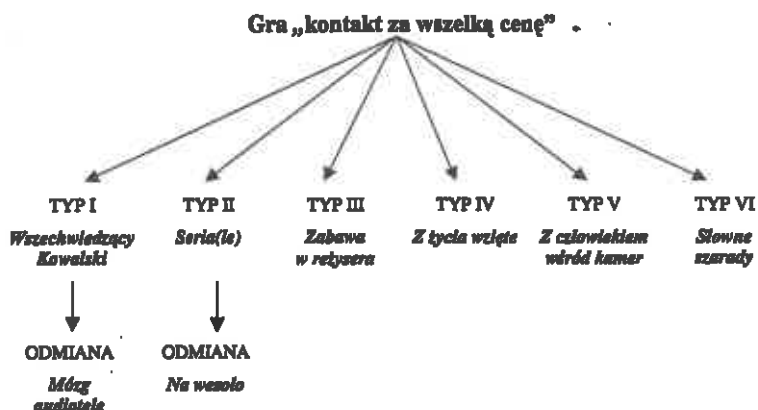 Gra „kontakt za wszelką cenę”
TYP I
Wszechwiedzący
Kowalski
TYP II
Seria(le)
TYP III
Zabawa
w reżysera
TYP IV
Z życia wzięte
TYP V
Z człowiekiem
wśród kamer
TYP VI
Słowne
szarady
ODMIANA
Mózg
audiotele
ODMIANA
Na wesoło